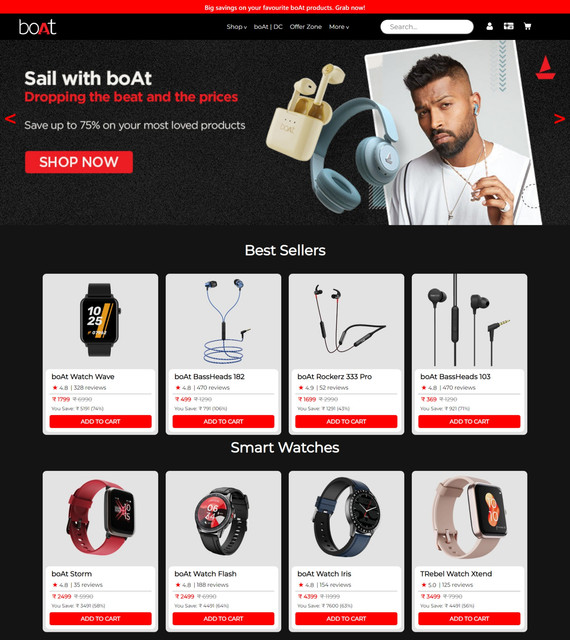 Big savings on your favourite boAt products. Grab now!
boAt
Shop v boAt | DC Offer Zone More v Search...
Sail with boAt
Dropping the beat and the prices
Save up to 75% on your most loved products
< >
SHOP NOW
Best Sellers
boAt Watch Wave
★ 4.8 | 328 reviews
₹ 1799 ₹ 6990
You Save: ₹ 5191 (74%)
ADD TO CART
boAt BassHeadz 182
★ 4.8 | 470 reviews
₹ 499 ₹ 1290
You Save: ₹ 791 (106%)
ADD TO CART
boAt Rockerz 333 Pro
★ 4.9 | 52 reviews
₹ 1699 ₹ 2990
You Save: ₹ 1291 (43%)
ADD TO CART
boAt BassHeads 103
★ 4.8 | 470 reviews
₹ 369 ₹ 1290
You Save: ₹ 921 (71%)
ADD TO CART
Smart Watches
boAt Storm
★ 4.8 | 35 reviews
₹ 2499 ₹ 5990
You Save: ₹ 3491 (58%)
ADD TO CART
boAt Watch Flash
★ 4.8 | 188 reviews
₹ 2499 ₹ 6990
You Save: ₹ 4491 (64%)
ADD TO CART
boAt Watch Iris
★ 4.8 | 154 reviews
₹ 4399 ₹ 11999
You Save: ₹ 7600 (63%)
ADD TO CART
TRebel Watch Xtend
★ 5.0 | 125 reviews
₹ 3499 ₹ 7990
You Save: ₹ 4491 (56%)
ADD TO CART